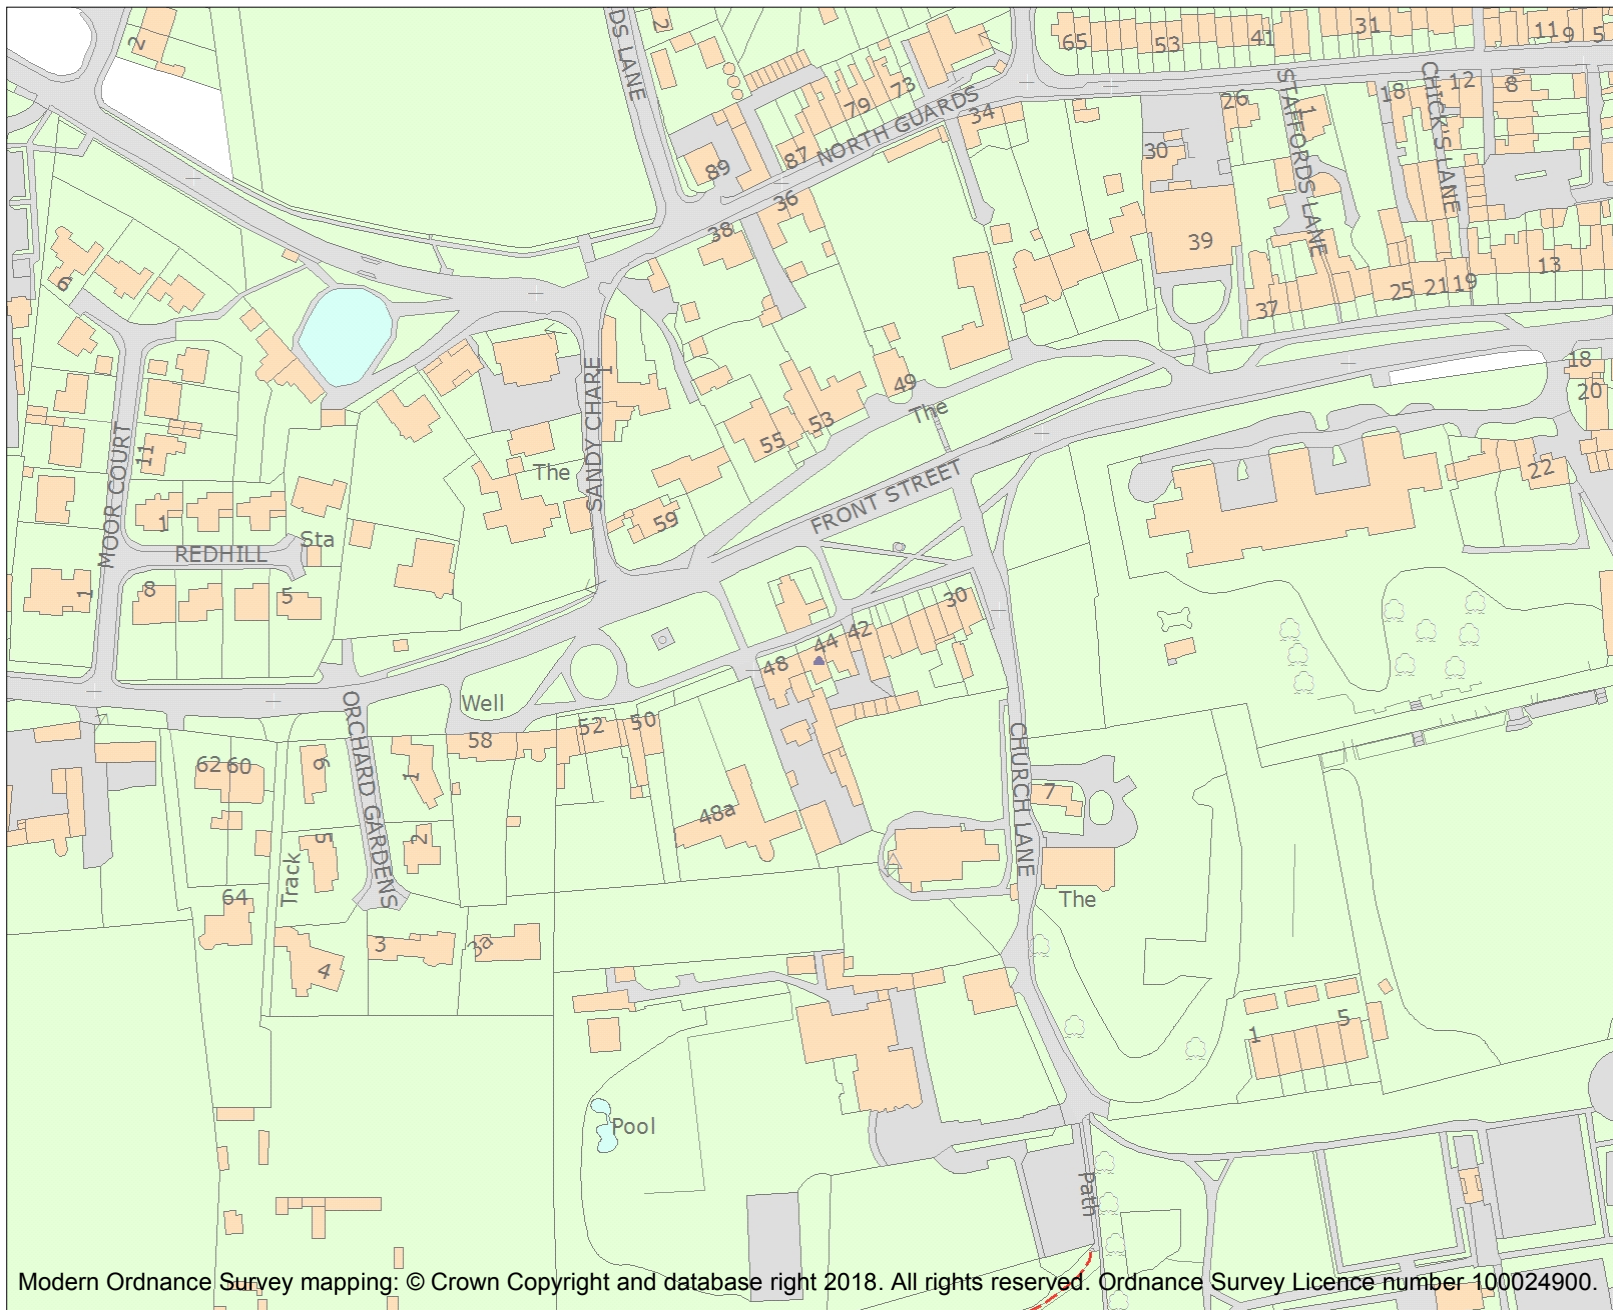 2
DS LANE
2
65
53
41
31
11
9
5
73
79
87
NORTH GUARDS
34
89
36
38
26
30
1
STAFFORDS LANE
18
CHICK'S LANE
12
8
39
6
37
25
21
19
13
SANDY CHARE
1
49
The
53
55
18
20
22
MOOR COURT
11
The
59
FRONT STREET
1
REDHILL
Sta
1
8
5
30
42
44
48
Well
ORCHARD GARDENS
52
50
58
62
60
6
1
5
2
48a
CHURCH LANE
7
Track
64
The
3
3a
4
1
5
Pool
Path
Modern Ordnance Survey mapping: © Crown Copyright and database right 2018. All rights reserved. Ordnance Survey Licence number 100024900.